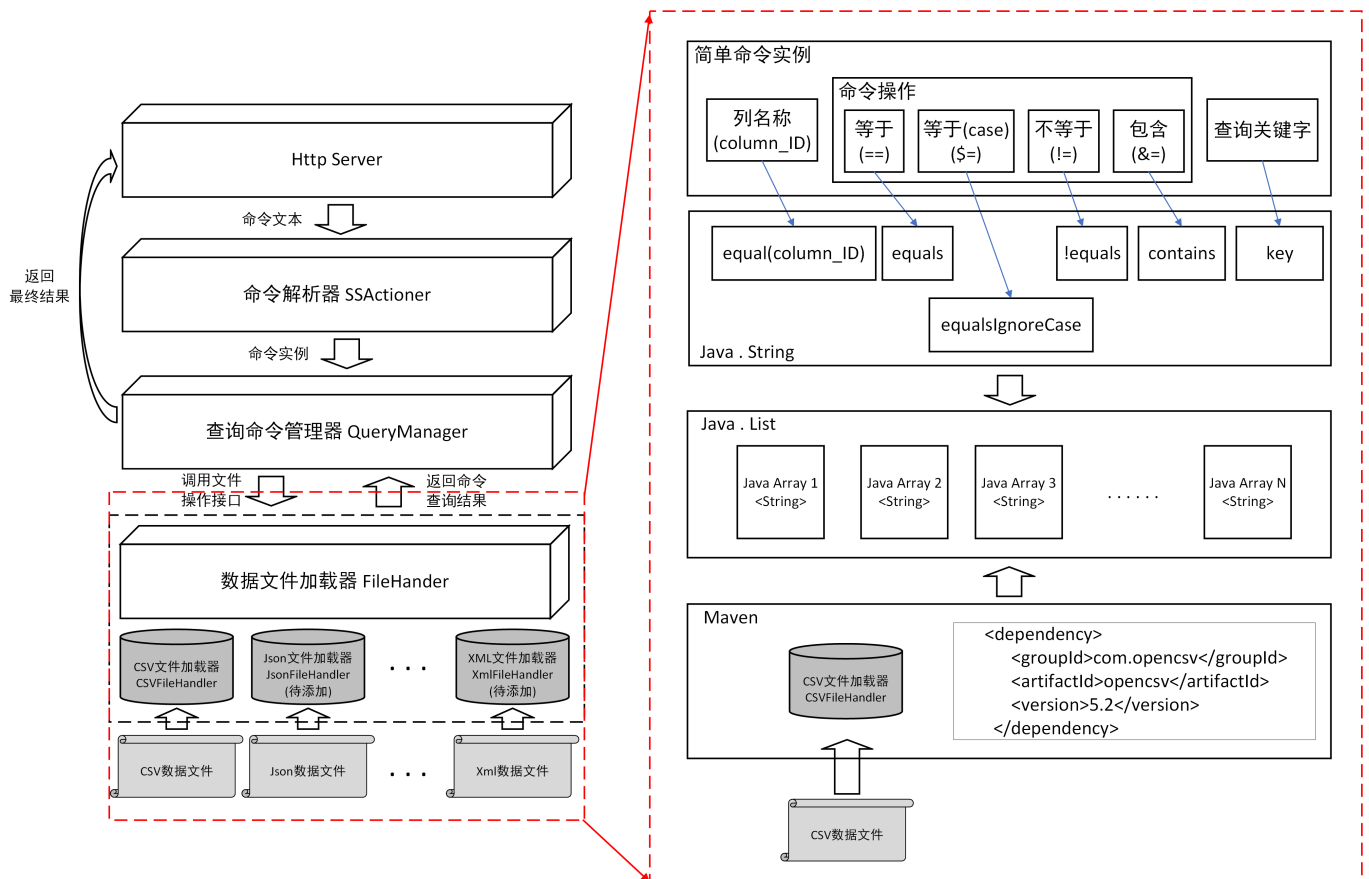 Http Server
命令文本
返回
最终结果
命令解析器 SSActioner
命令实例
查询命令管理器 QueryManager
调用文件
操作接口
返回命令
查询结果
数据文件加载器 FileHander
CSV文件加载器
CSVFileHandler
Json文件加载器
JsonFileHandler
(待添加)
. . .
XML文件加载器
XmlFileHandler
(待添加)
CSV数据文件
Json数据文件
. . .
Xml数据文件
简单命令实例
列名称
(column_ID)
命令操作
等于
(==)
等于(case)
($=)
不等于
(!=)
包含
(&=)
查询关键字
equal(column_ID)
equals
!equals
contains
key
equalsIgnoreCase
Java . String
Java . List
Java Array 1
<String>
Java Array 2
<String>
Java Array 3
<String>
. . . . . .
Java Array N
<String>
Maven
CSV文件加载器
CSVFileHandler
<dependency>
<groupId>com.opencsv</groupId>
<artifactId>opencsv</artifactId>
<version>5.2</version>
</dependency>
CSV数据文件